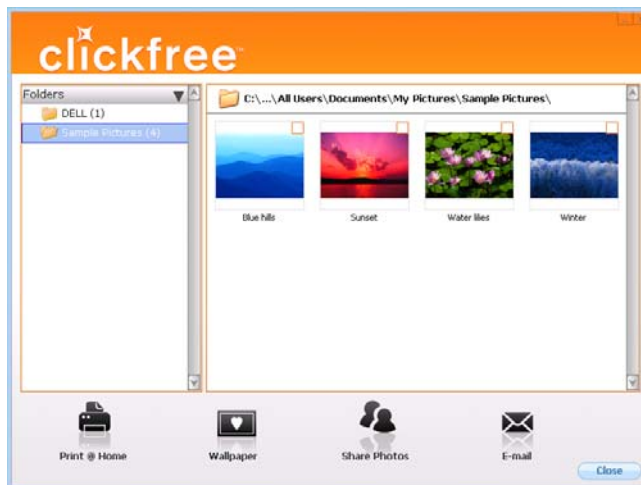 clickfree™
Folders
DELL (1)
Sample Pictures (4)
C:\...\All Users\Documents\My Pictures\Sample Pictures\
Blue hills
Sunset
Water lilies
Winter
Print @ Home
Wallpaper
Share Photos
E-mail
Close